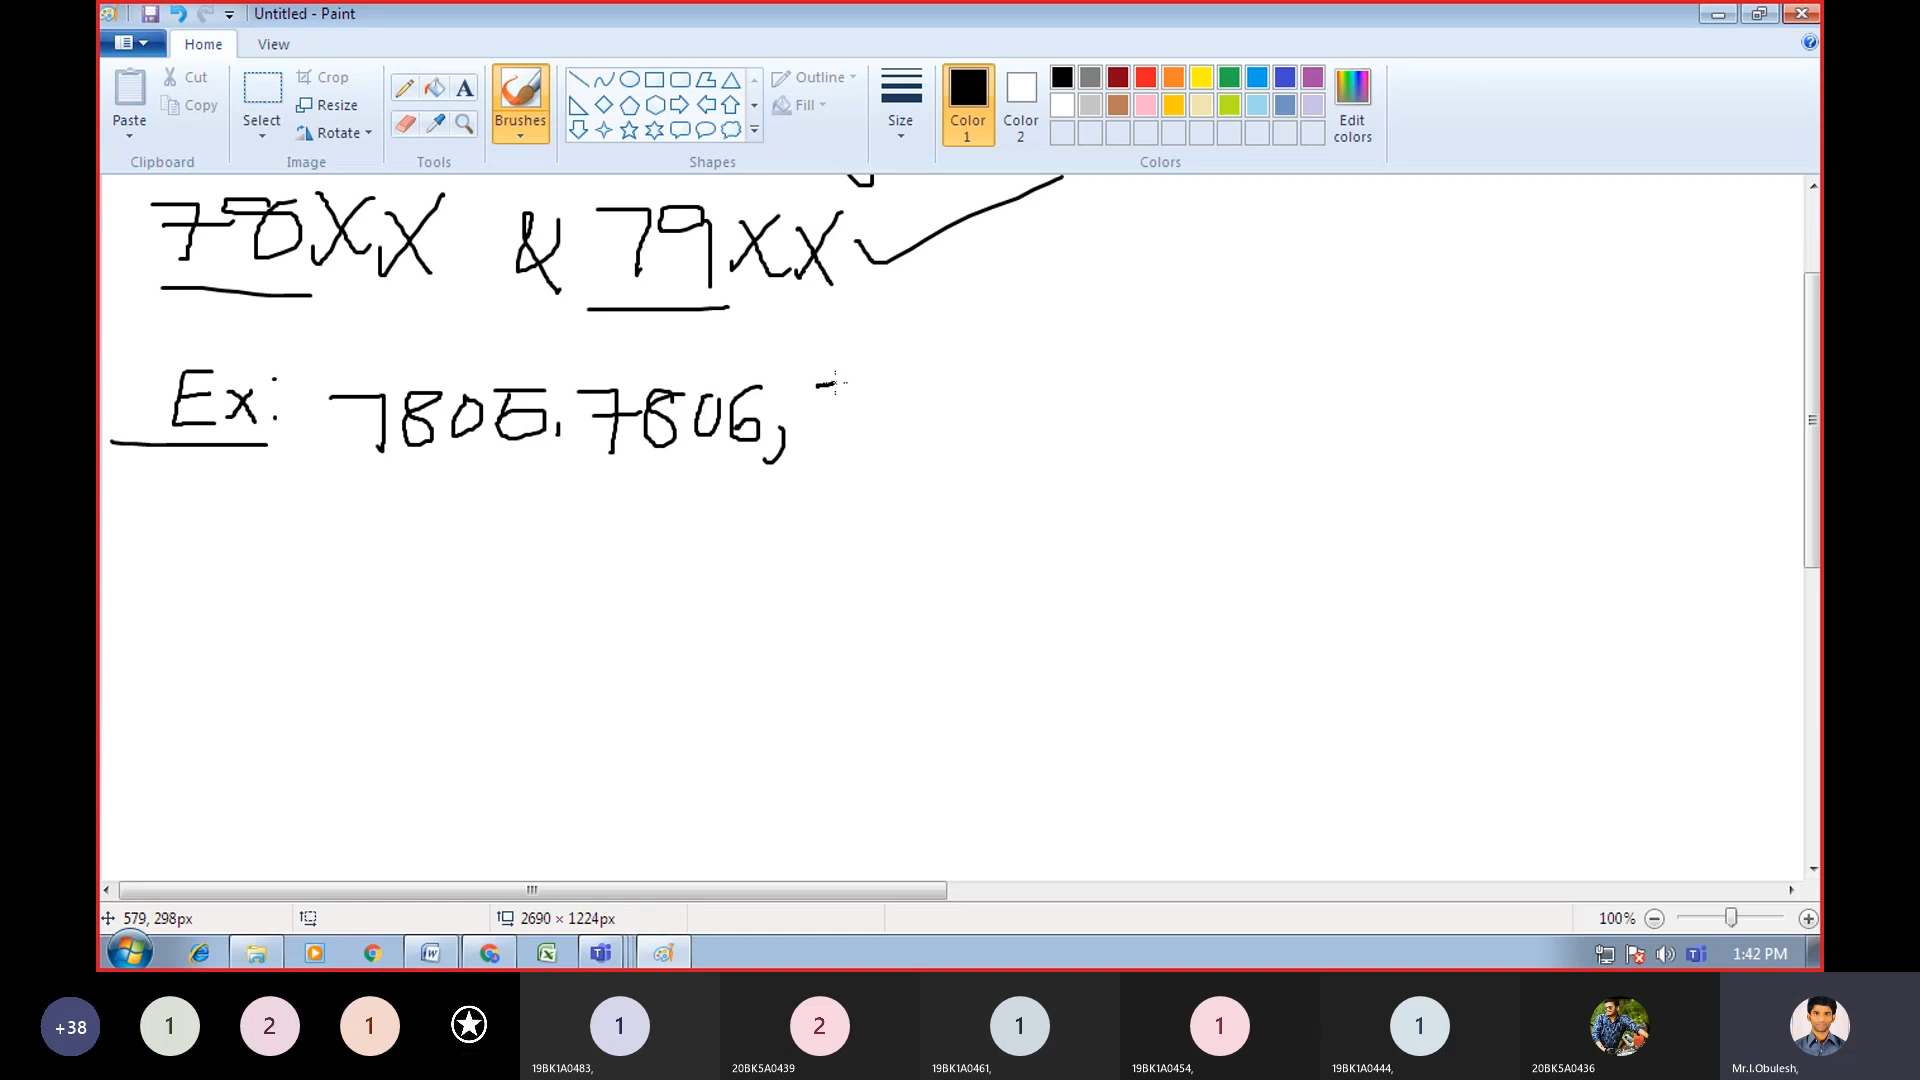 Untitled - Paint
Home View
Paste Cut Copy Select Crop Resize Rotate Brushes Outline Fill Size Color 1 Color 2 Edit colors
Clipboard Image Tools Shapes Colors
78XX & 79XX
Ex: 7805. 7806,
579, 298px 2690 × 1224px 100%
1:42 PM
+38 1 2 1 1 2 1 1 1
19BK1A0483, 20BK5A0439 19BK1A0461, 19BK1A0454, 19BK1A0444, 20BK5A0436 Mr.I.Obulesh,